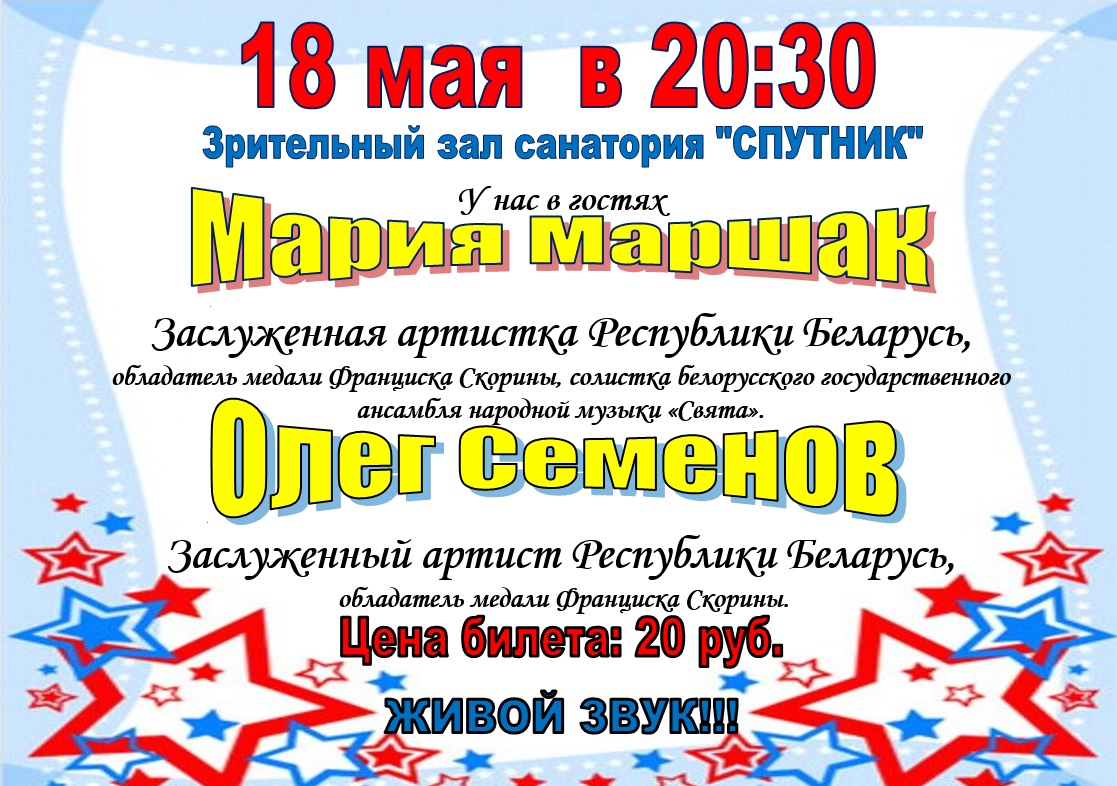 18 мая в 20:30
Зрительный зал санатория "СПУТНИК"
У нас в гостях
Мария Маршак
Заслуженная артистка Республики Беларусь,
обладатель медали Франциска Скорины, солистка белорусского государственного
ансамбля народной музыки «Свята».
Олег Семенов
Заслуженный артист Республики Беларусь,
обладатель медали Франциска Скорины.
Цена билета: 20 руб.
ЖИВОЙ ЗВУК!!!